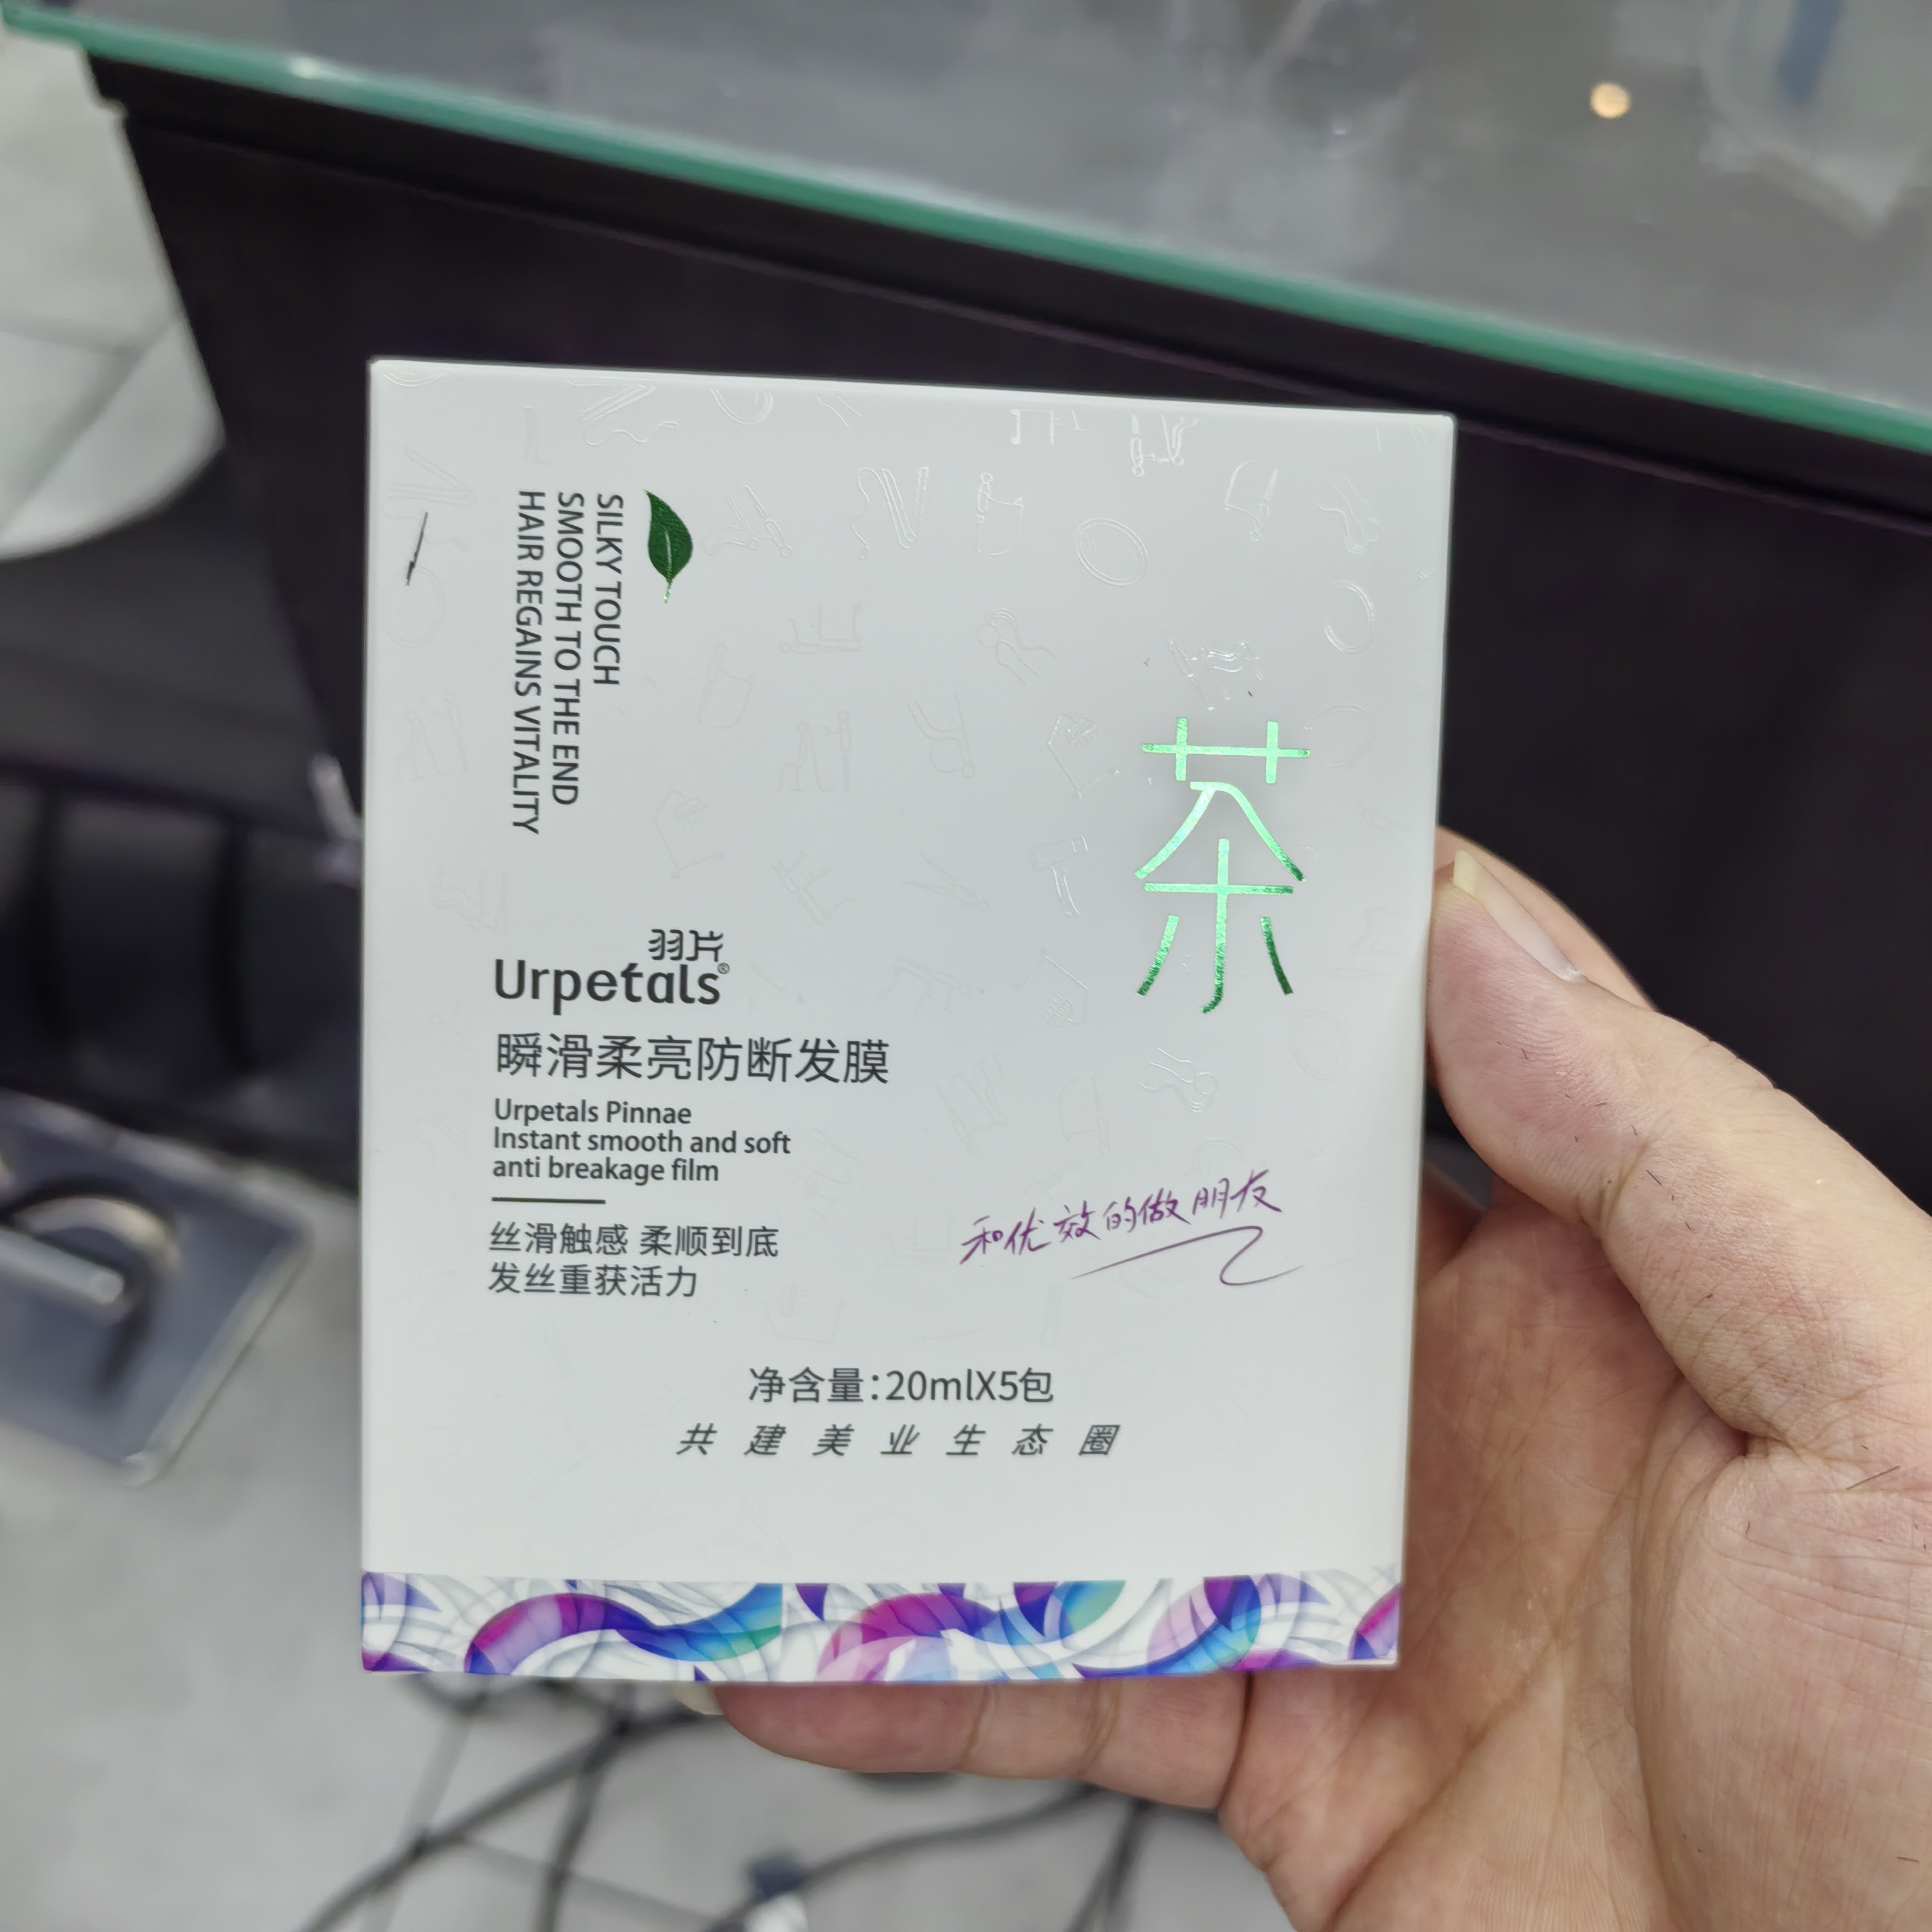 SILKY TOUCH
SMOOTH TO THE END
HAIR REGAINS VITALITY
茶
羽片
Urpetals®
瞬滑柔亮防断发膜
Urpetals Pinnae
Instant smooth and soft
anti breakage film
丝滑触感 柔顺到底
发丝重获活力
和优效的做朋友
净含量:20mlX5包
共建美业生态圈